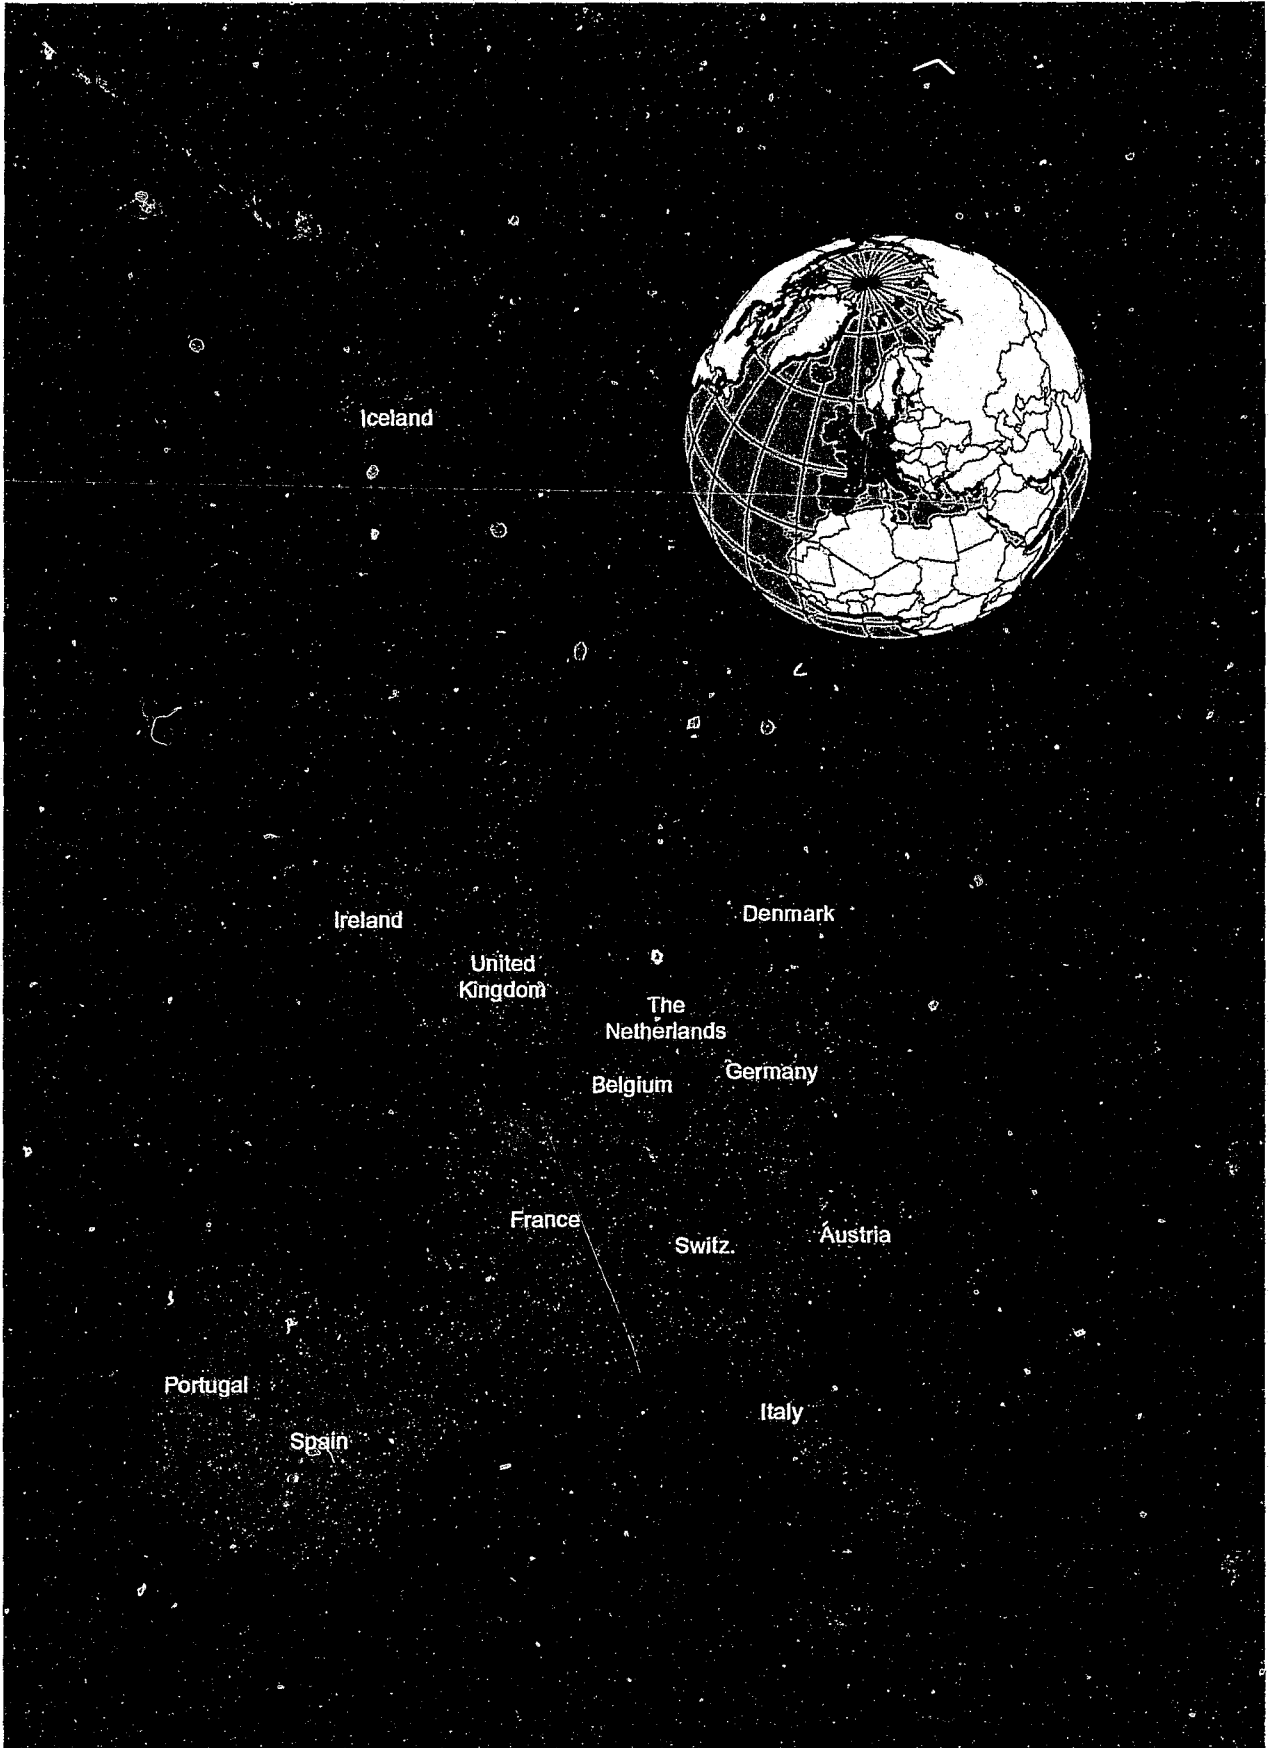 Iceland
Ireland
Denmark
United
Kingdom
The
Netherlands
Germany
Belgium
France
Switz.
Austria
Portugal
Italy
Spain